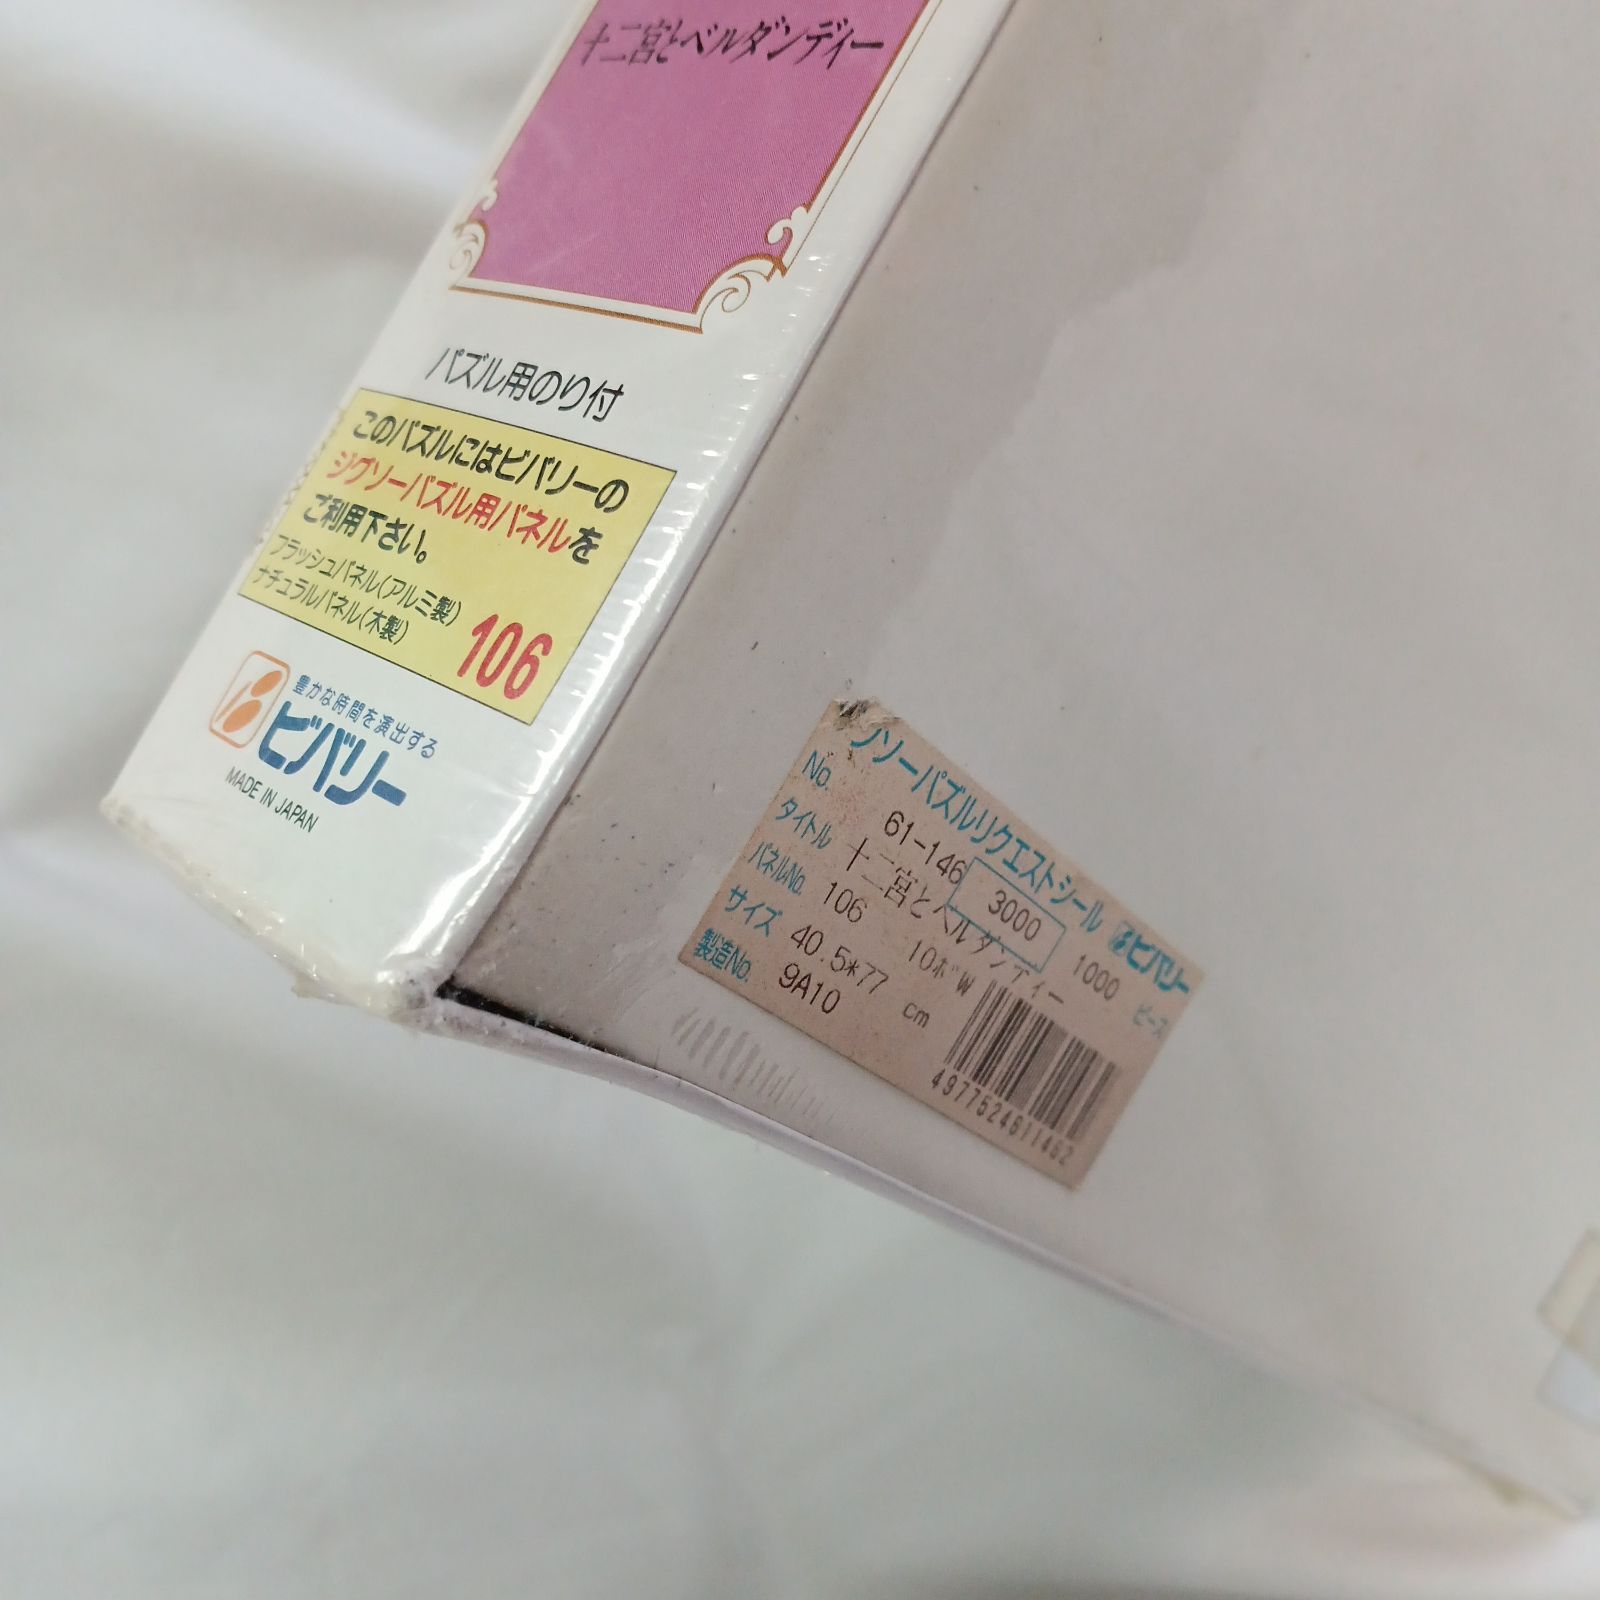 十二宮とベルダンディー
パズル用のり付
このパズルにはビバリーの
ジグソーパズル用パネルを
ご利用下さい。
フラッシュパネル(アルミ製)
ナチュラルパネル(木製)
106
豊かな時間を演出する
ビバリー
MADE IN JAPAN
ソーパズルリクエストシール ビバリー
No. 61-146 3000 1000 ピース
タイトル 十二宮とベルダンディー
パネルNo. 106 10ボW
サイズ 40.5*77 cm
製造No. 9A10
4977524611462